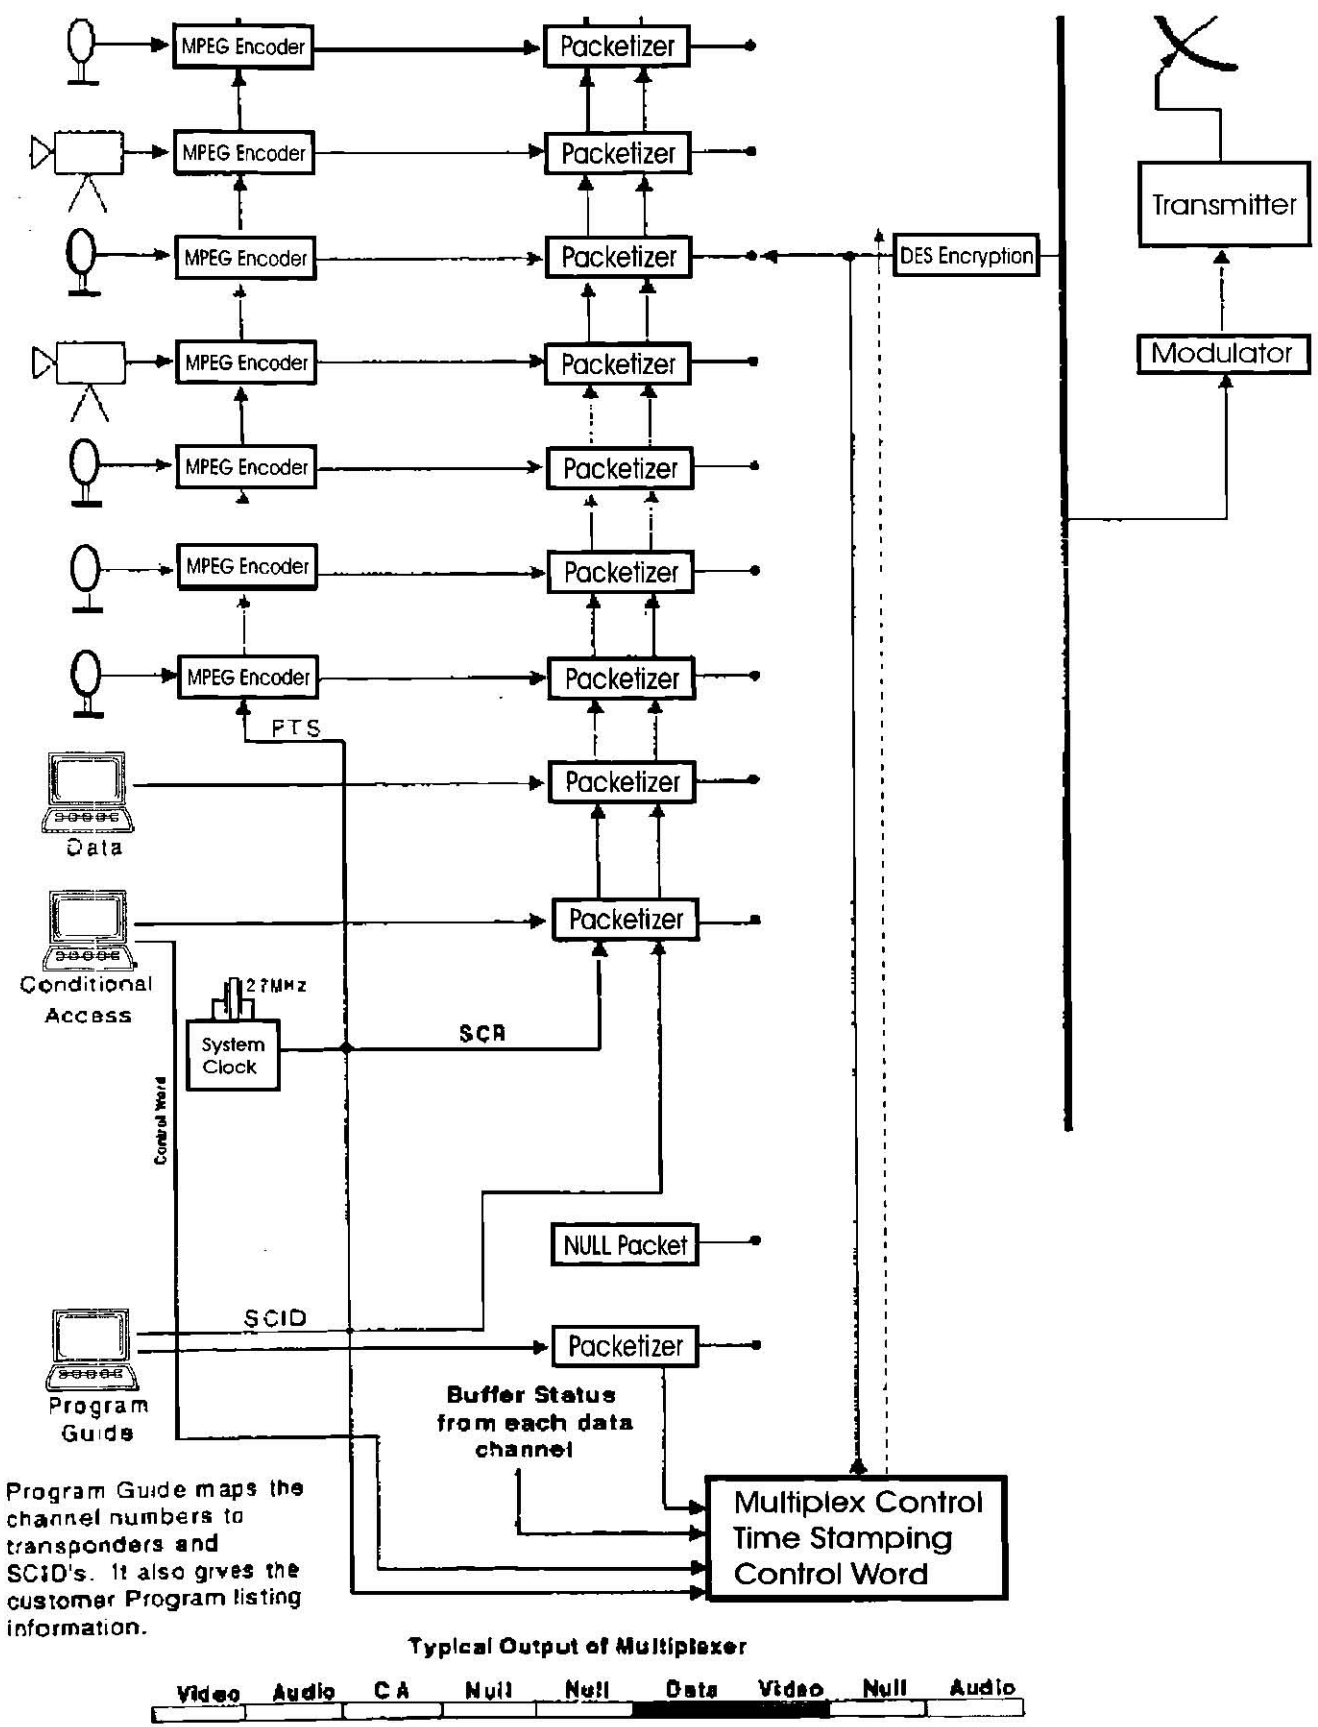 MPEG Encoder
Packetizer
MPEG Encoder
Packetizer
Transmitter
MPEG Encoder
Packetizer
DES Encryption
MPEG Encoder
Packetizer
Modulator
MPEG Encoder
Packetizer
MPEG Encoder
Packetizer
MPEG Encoder
Packetizer
PTS
Packetizer
Data
Packetizer
Conditional
Access
27MHz
System
Clock
SCR
Control Word
NULL Packet
SCID
Packetizer
Program
Guide
Buffer Status
from each data
channel
Program Guide maps the
channel numbers to
transponders and
SCID's. It also gives the
customer Program listing
information.
Multiplex Control
Time Stamping
Control Word
Typical Output of Multiplexer
Video Audio CA Null Null Data Video Null Audio